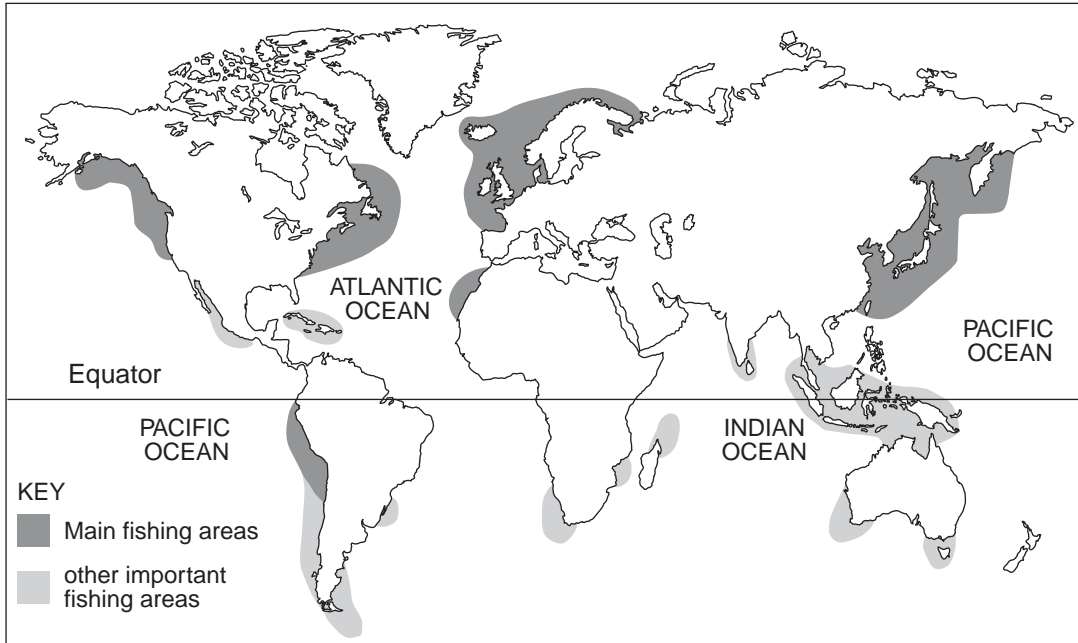 ATLANTIC
OCEAN
PACIFIC
OCEAN
Equator
PACIFIC
OCEAN
INDIAN
OCEAN
KEY
Main fishing areas
other important
fishing areas